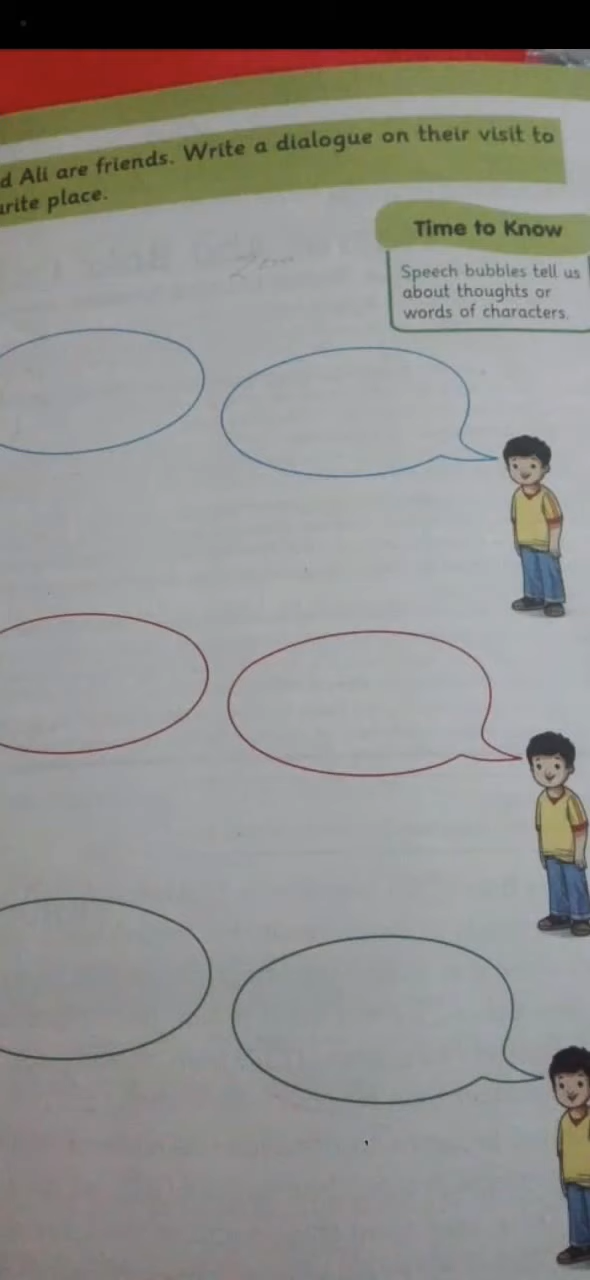 d Ali are friends. Write a dialogue on their visit to
urite place.
Time to Know
Speech bubbles tell us
about thoughts or
words of characters.